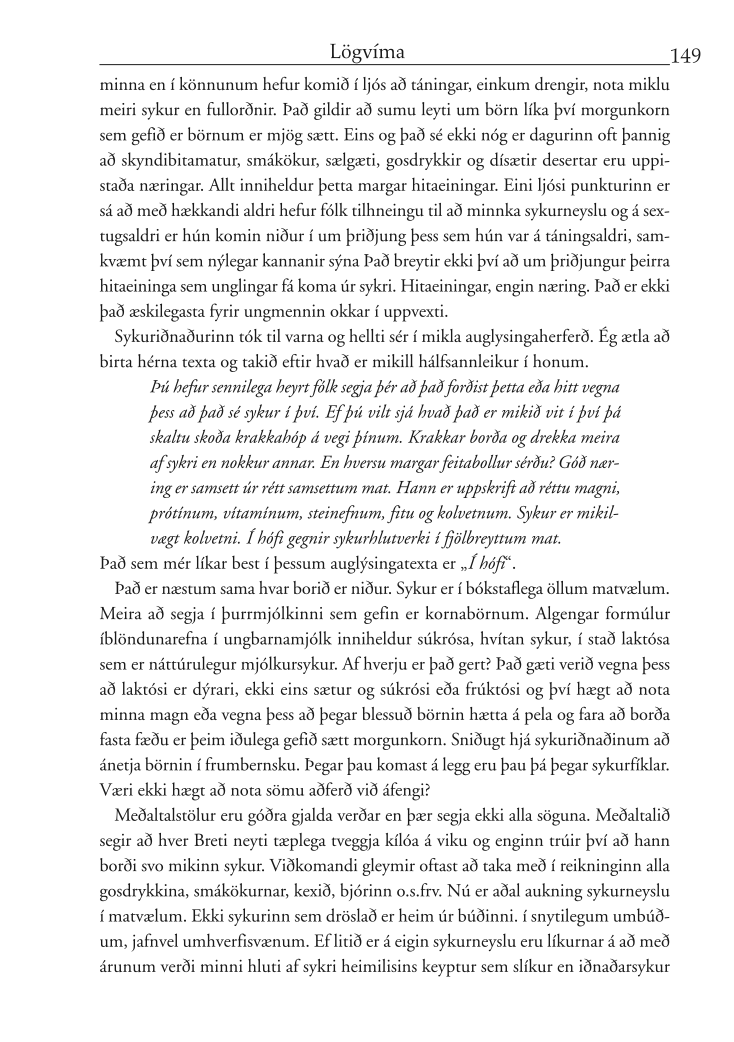 Lögvíma
149
minna en í könnunum hefur komið í ljós að táningar, einkum drengir, nota miklu
meiri sykur en fullorðnir. Það gildir að sumu leyti um börn líka því morgunkorn
sem gefið er börnum er mjög sætt. Eins og það sé ekki nóg er dagurinn oft þannig
að skyndibitamatur, smákökur, sælgæti, gosdrykkir og dísætir desertar eru uppi-
staða næringar. Allt inniheldur þetta margar hitaeiningar. Eini ljósi punkturinn er
sá að með hækkandi aldri hefur fólk tilhneingu til að minnka sykurneyslu og á sex-
tugsaldri er hún komin niður í um þriðjung þess sem hún var á táningsaldri, sam-
kvæmt því sem nýlegar kannanir sýna Það breytir ekki því að um þriðjungur þeirra
hitaeininga sem unglingar fá koma úr sykri. Hitaeiningar, engin næring. Það er ekki
það æskilegasta fyrir ungmennin okkar í uppvexti.
Sykuriðnaðurinn tók til varna og hellti sér í mikla auglysingaherferð. Ég ætla að
birta hérna texta og takið eftir hvað er mikill hálfsannleikur í honum.
Þú hefur sennilega heyrt fólk segja þér að það forðist þetta eða hitt vegna
þess að það sé sykur í því. Ef þú vilt sjá hvað það er mikið vit í því þá
skaltu skoða krakkahóp á vegi þínum. Krakkar borða og drekka meira
af sykri en nokkur annar. En hversu margar feitabollur sérðu? Góð nær-
ing er samsett úr rétt samsettum mat. Hann er uppskrift að réttu magni,
prótínum, vítamínum, steinefnum, fitu og kolvetnum. Sykur er mikil-
vægt kolvetni. Í hófi gegnir sykurhlutverki í fjölbreyttum mat.
Það sem mér líkar best í þessum auglýsingatexta er „Í hófi“.
Það er næstum sama hvar borið er niður. Sykur er í bókstaflega öllum matvælum.
Meira að segja í þurrmjólkinni sem gefin er kornabörnum. Algengar formúlur
íblöndunarefna í ungbarnamjólk inniheldur súkrósa, hvítan sykur, í stað laktósa
sem er náttúrulegur mjólkursykur. Af hverju er það gert? Það gæti verið vegna þess
að laktósi er dýrari, ekki eins sætur og súkrósi eða frúktósi og því hægt að nota
minna magn eða vegna þess að þegar blessuð börnin hætta á pela og fara að borða
fasta fæðu er þeim iðulega gefið sætt morgunkorn. Sniðugt hjá sykuriðnaðinum að
ánetja börnin í frumbernsku. Þegar þau komast á legg eru þau þá þegar sykurfíklar.
Væri ekki hægt að nota sömu aðferð við áfengi?
Meðaltalstölur eru góðra gjalda verðar en þær segja ekki alla söguna. Meðaltalið
segir að hver Breti neyti tæplega tveggja kílóa á viku og enginn trúir því að hann
borði svo mikinn sykur. Viðkomandi gleymir oftast að taka með í reikninginn alla
gosdrykkina, smákökurnar, kexið, bjórinn o.s.frv. Nú er aðal aukning sykurneyslu
í matvælum. Ekki sykurinn sem dröslað er heim úr búðinni. í snytilegum umbúð-
um, jafnvel umhverfisvænum. Ef litið er á eigin sykurneyslu eru líkurnar á að með
árunum verði minni hluti af sykri heimilisins keyptur sem slíkur en iðnaðarsykur